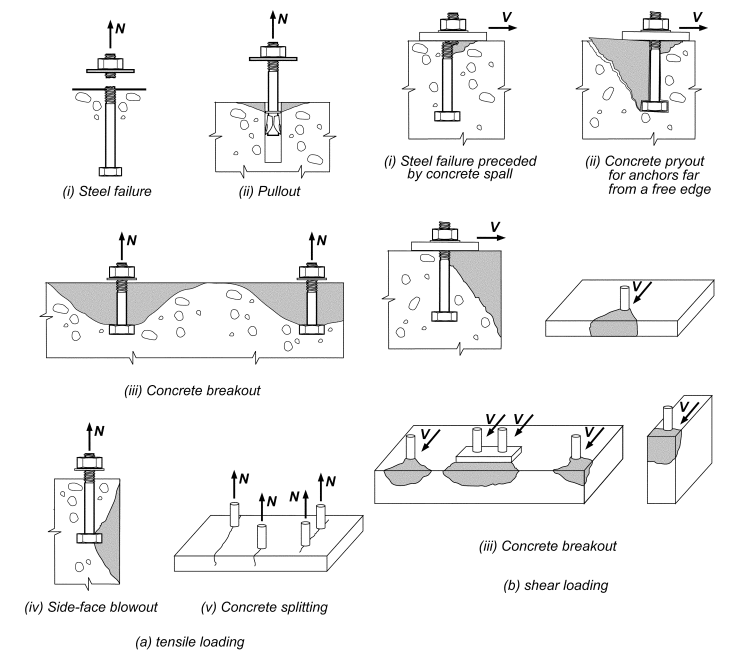 N
(i) Steel failure
N
(ii) Pullout
N
N
(iii) Concrete breakout
N
(iv) Side-face blowout
N
N
N
N
(v) Concrete splitting
(a) tensile loading
V
(i) Steel failure preceded
by concrete spall
V
(ii) Concrete pryout
for anchors far
from a free edge
V
V
V
V
V
V
V
(iii) Concrete breakout
(b) shear loading